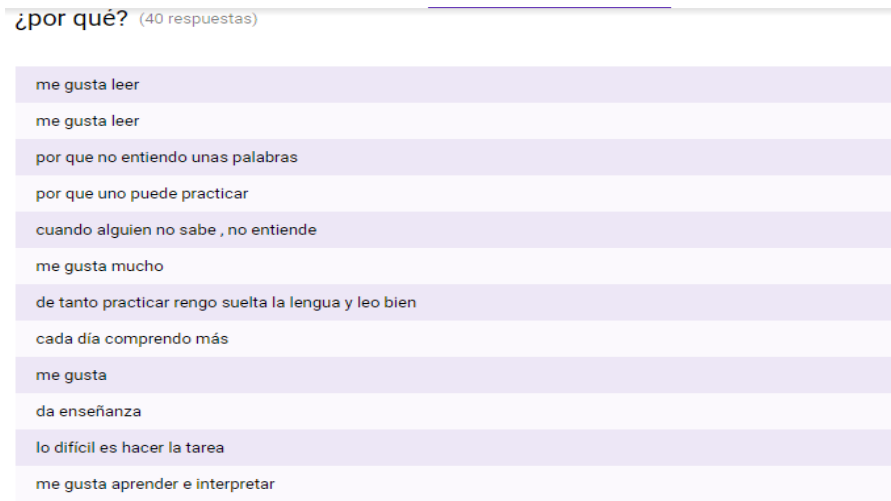 ¿por qué? (40 respuestas)
me gusta leer
me gusta leer
por que no entiendo unas palabras
por que uno puede practicar
cuando alguien no sabe , no entiende
me gusta mucho
de tanto practicar rengo suelta la lengua y leo bien
cada día comprendo más
me gusta
da enseñanza
lo difícil es hacer la tarea
me gusta aprender e interpretar